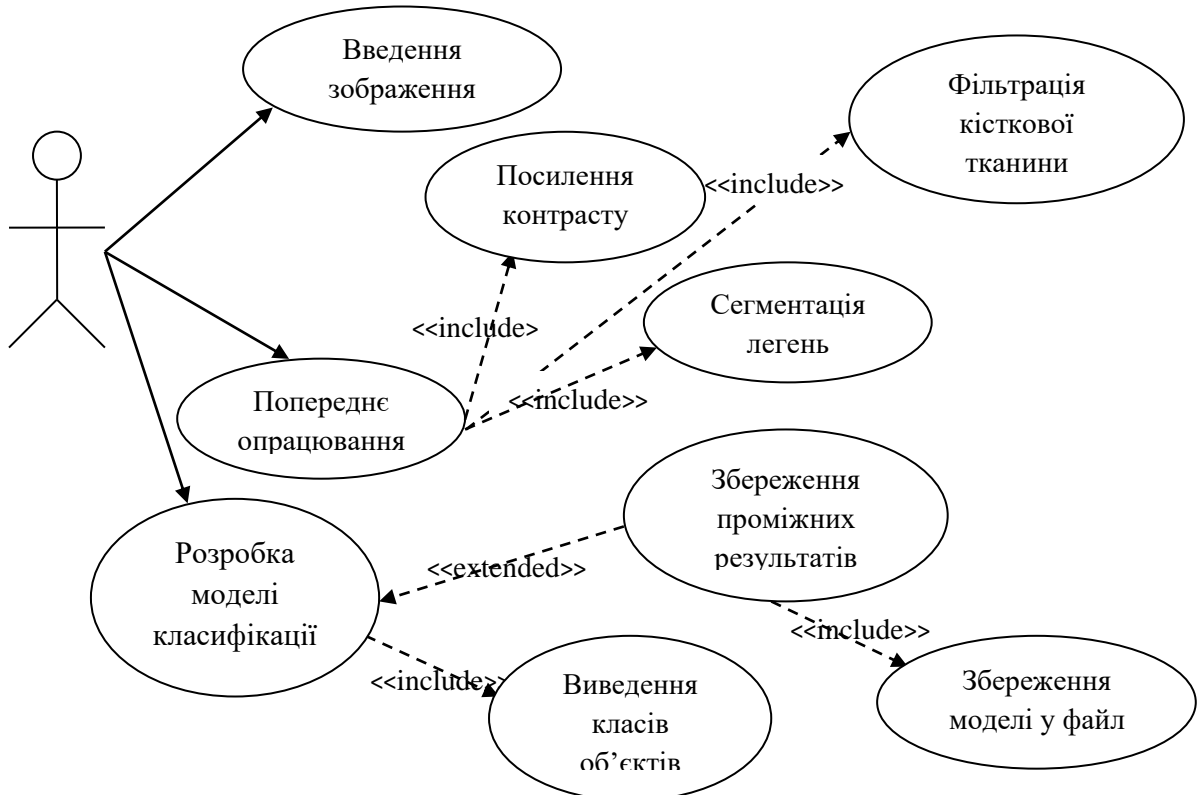 Введення
зображення
Фільтрація
кісткової
тканини
Посилення
контрасту
<<include>>
Сегментація
легень
<<include>
<<include>>
Попереднє
опрацювання
Збереження
проміжних
результатів
Розробка
моделі
класифікації
<<extended>>
<<include>>
<<include>>
Виведення
класів
об’єктів
Збереження
моделі у файл